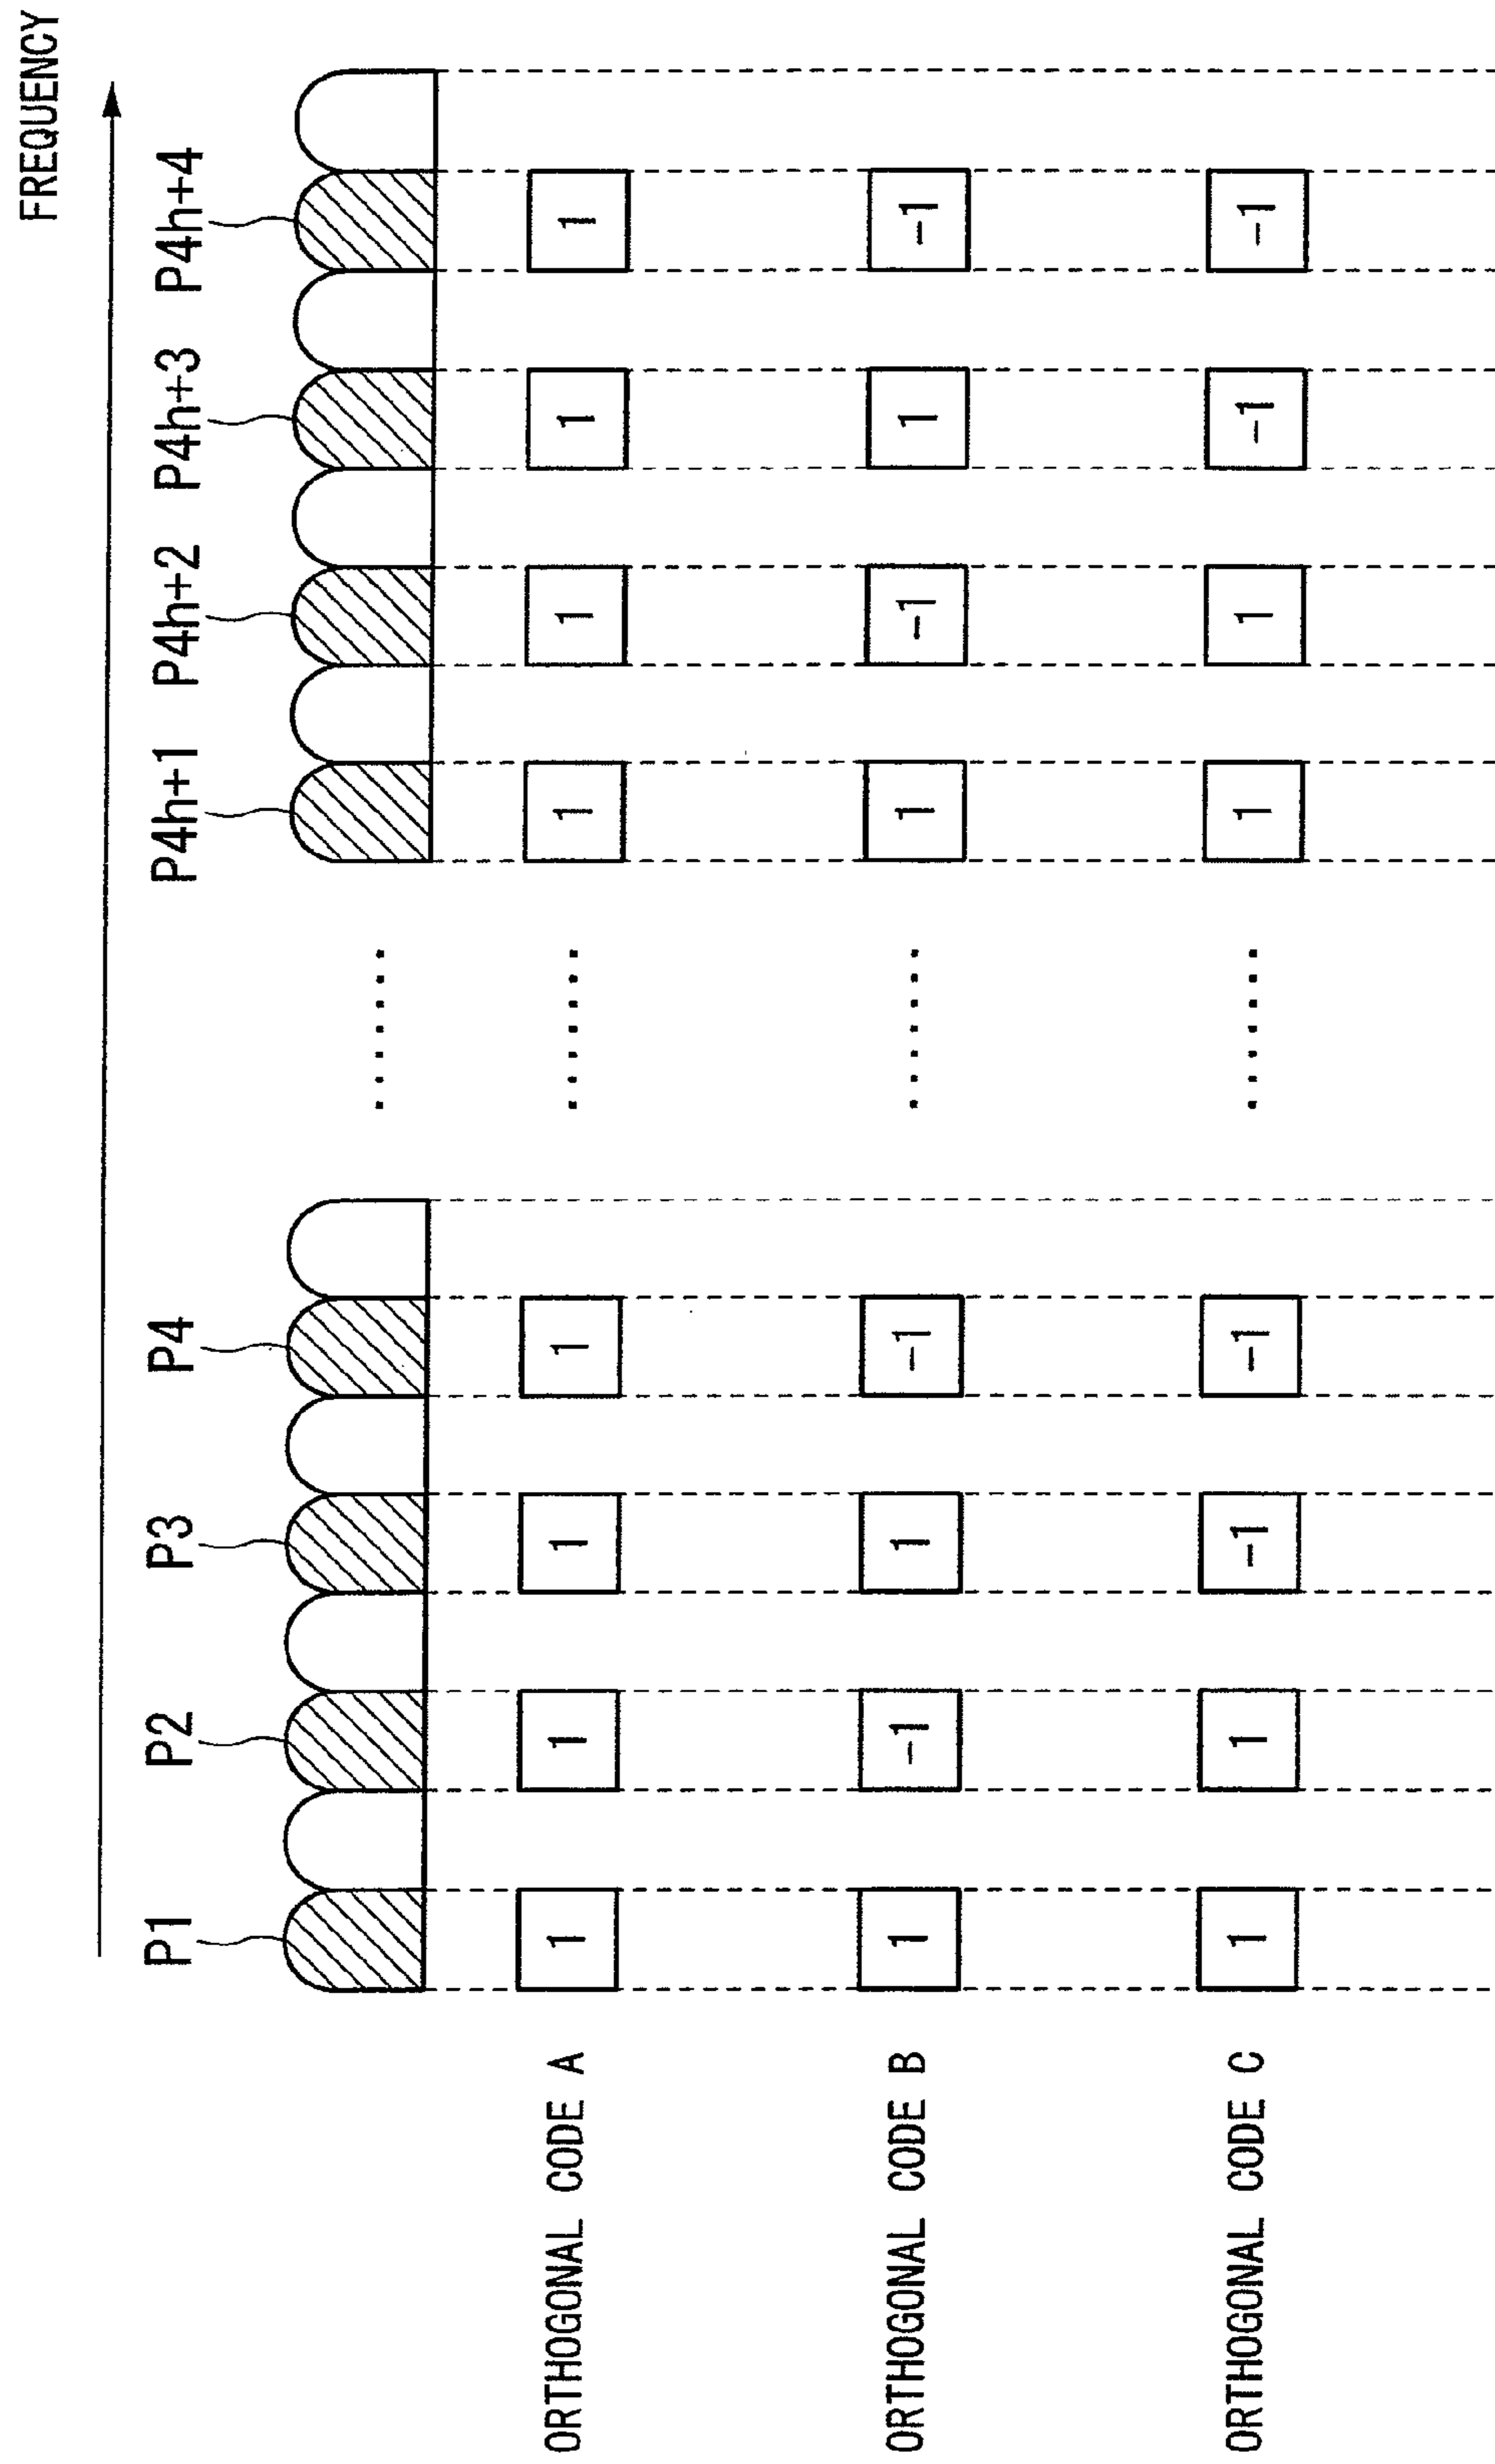 FREQUENCY
P1 P2 P3 P4 ······· P4h+1 P4h+2 P4h+3 P4h+4
ORTHOGONAL CODE A 1 1 1 1 ······· 1 1 1 1
ORTHOGONAL CODE B 1 -1 1 -1 ······· 1 -1 1 -1
ORTHOGONAL CODE C 1 1 -1 -1 ······· 1 1 -1 -1